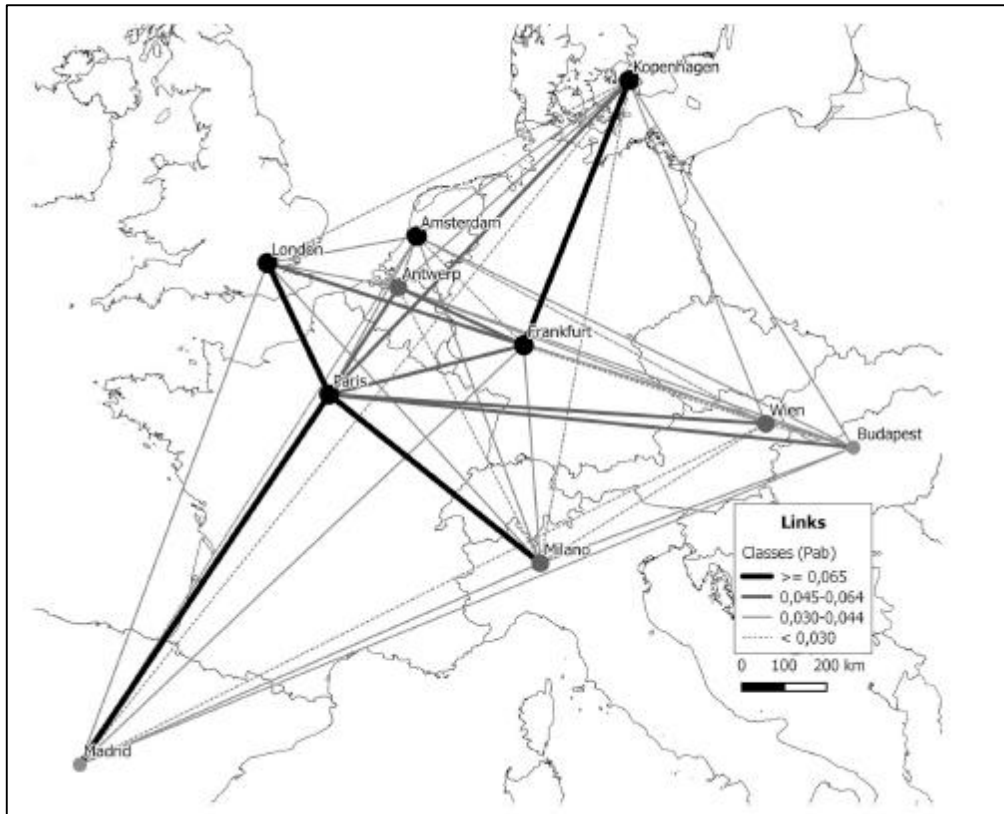 Kopenhagen
Amsterdam
London
Antwerp
Frankfurt
Paris
Wien
Budapest
Milano
Madrid
Links
Classes (Pab)
>= 0,065
0,045-0,064
0,030-0,044
< 0,030
0 100 200 km